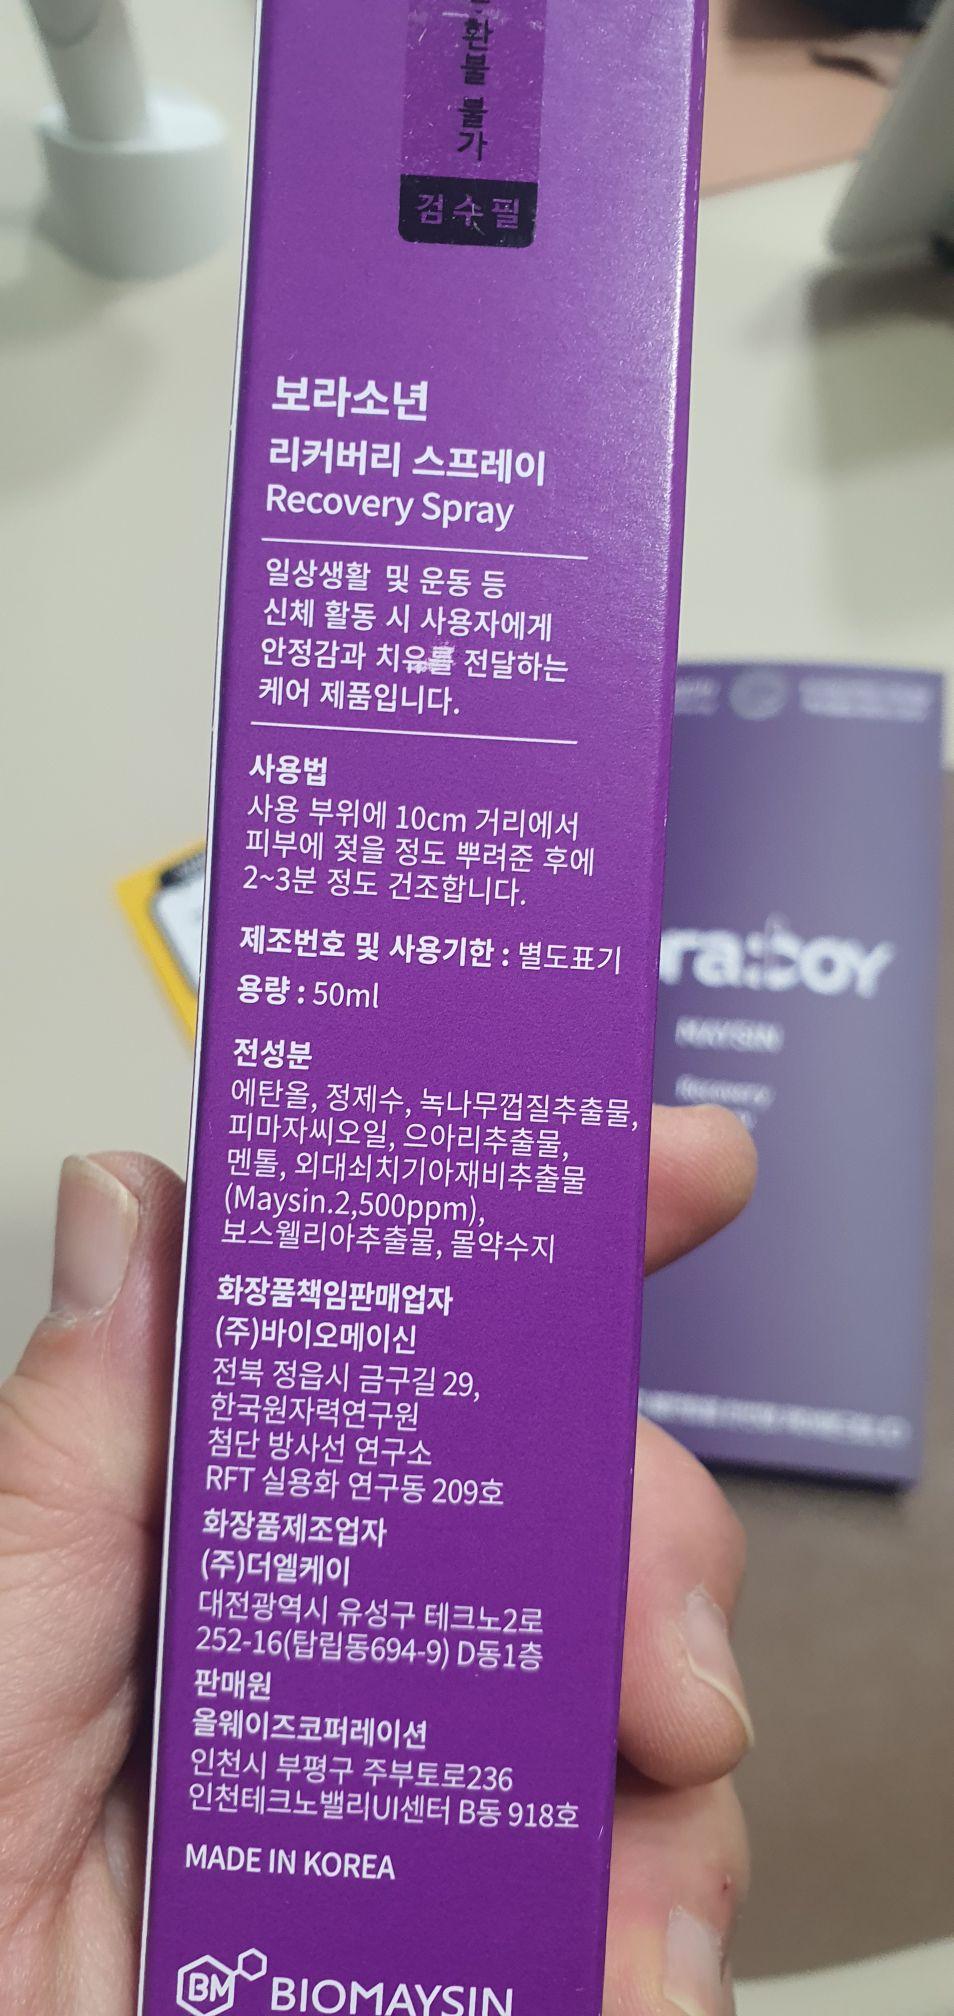 환불 불가
검수필
보라소년
리커버리 스프레이
Recovery Spray
일상생활 및 운동 등
신체 활동 시 사용자에게
안정감과 치유를 전달하는
케어 제품입니다.
사용법
사용 부위에 10cm 거리에서
피부에 젖을 정도 뿌려준 후에
2~3분 정도 건조합니다.
제조번호 및 사용기한 : 별도표기
용량 : 50ml
전성분
에탄올, 정제수, 녹나무껍질추출물,
피마자씨오일, 으아리추출물,
멘톨, 외대쇠치기아재비추출물
(Maysin.2,500ppm),
보스웰리아추출물, 몰약수지
화장품책임판매업자
(주)바이오메이신
전북 정읍시 금구길 29,
한국원자력연구원
첨단 방사선 연구소
RFT 실용화 연구동 209호
화장품제조업자
(주)더엘케이
대전광역시 유성구 테크노2로
252-16(탑립동694-9) D동1층
판매원
올웨이즈코퍼레이션
인천시 부평구 주부토로236
인천테크노밸리UI센터 B동 918호
MADE IN KOREA
BM BIOMAYSIN
ra:boy
MAYSIN
Recovery